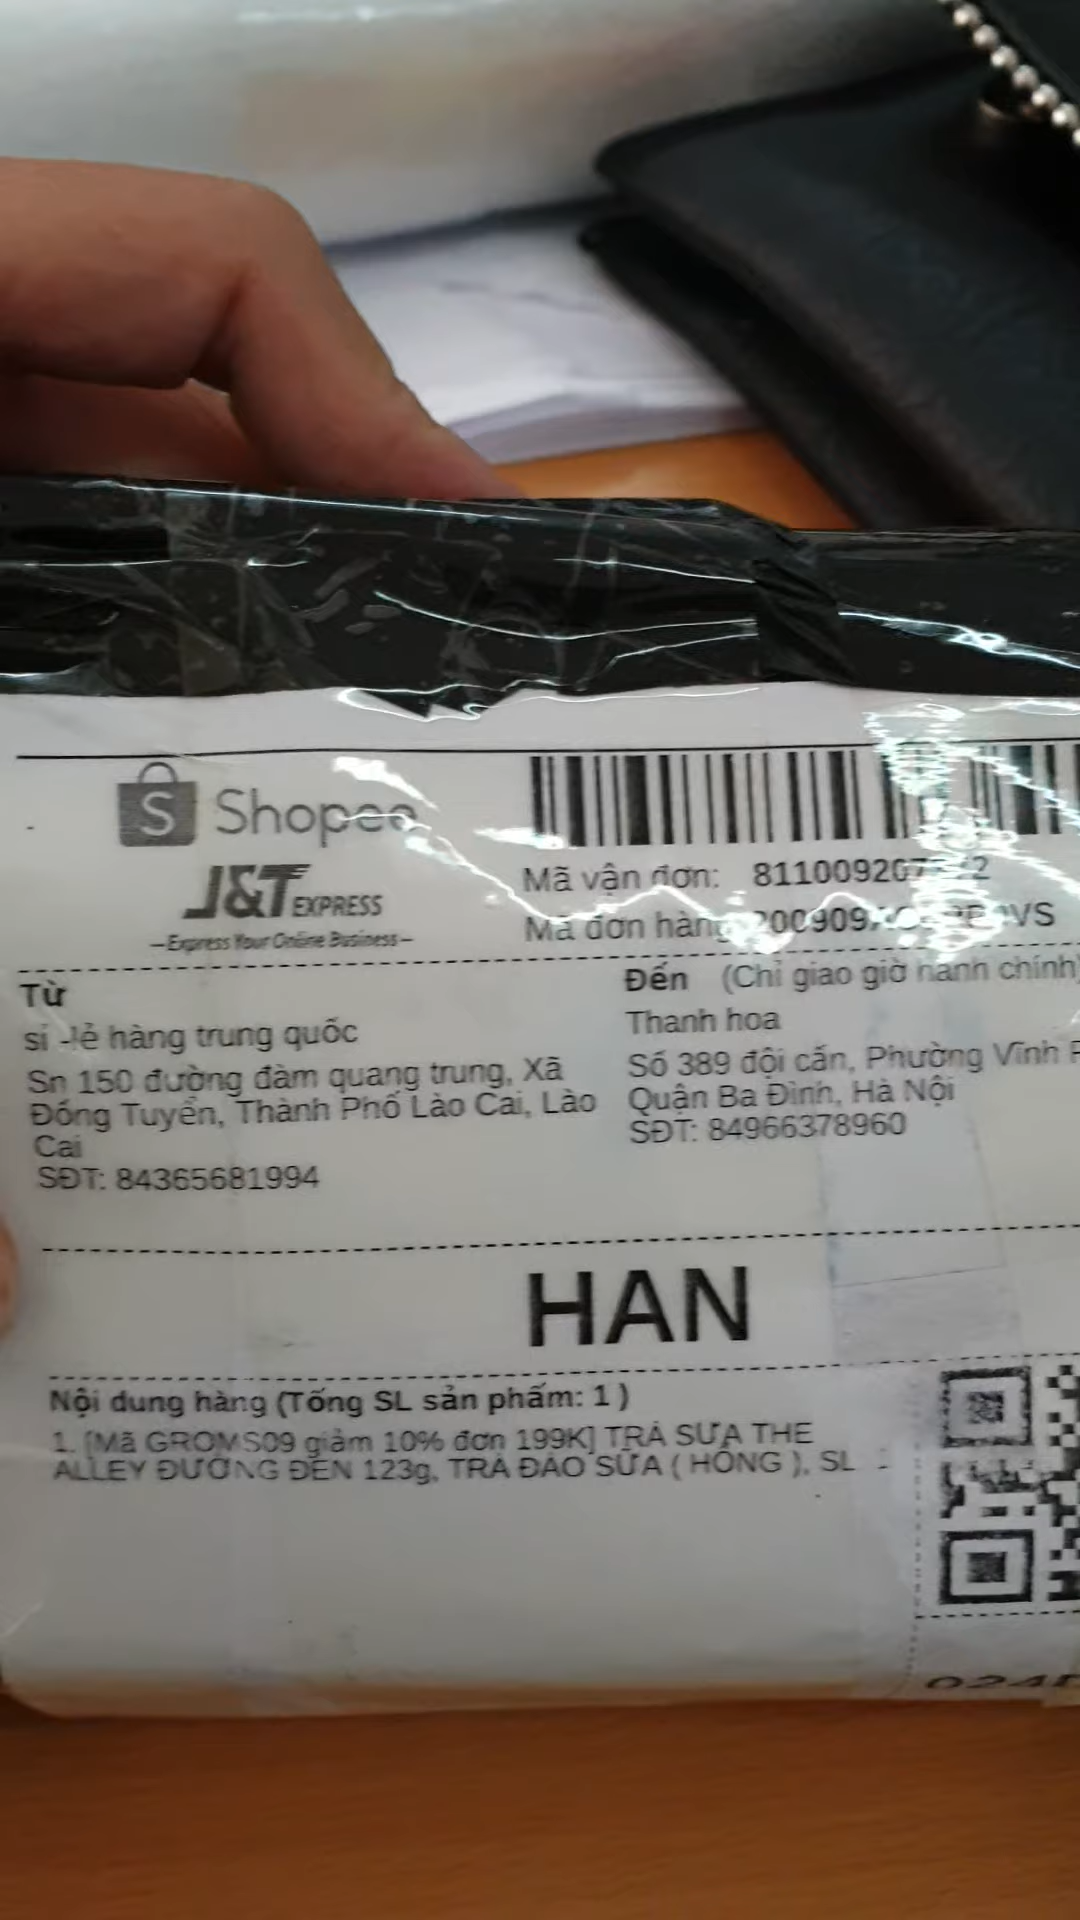 Shopee
J&T EXPRESS
Express Your Online Business
Mã vận đơn:
Mã đơn hàng
Từ
sỉ -lẻ hàng trung quốc
Sn 150 đường đàm quang trung, Xã
Đồng Tuyển, Thành Phố Lào Cai, Lào
Cai
SĐT: 84365681994
Đến (Chỉ giao giờ hành chính)
Thanh hoa
Số 389 đội cấn, Phường Vĩnh
Quận Ba Đình, Hà Nội
SĐT: 84966378960
HAN
Nội dung hàng (Tổng SL sản phẩm: 1 )
1. [Mã GROMS09 giảm 10% đơn 199K] TRÀ SỮA THE
ALLEY ĐƯỜNG ĐEN 123g, TRÀ ĐÀO SỮA ( HỒNG ), SL